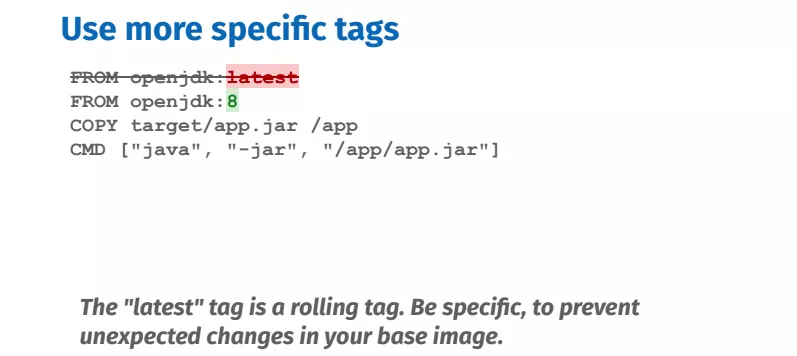 Use more specific tags
FROM openjdk:latest
FROM openjdk:8
COPY target/app.jar /app
CMD ["java", "-jar", "/app/app.jar"]
The "latest" tag is a rolling tag. Be specific, to prevent
unexpected changes in your base image.